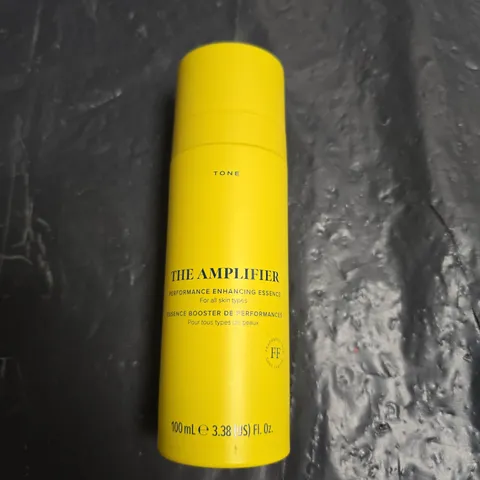 TONE
THE AMPLIFIER
PERFORMANCE ENHANCING ESSENCE
For all skin types
ESSENCE BOOSTER DE PERFORMANCES
Pour tous types de peaux
FF
100 mL ℮ 3.38 (US) Fl. Oz.